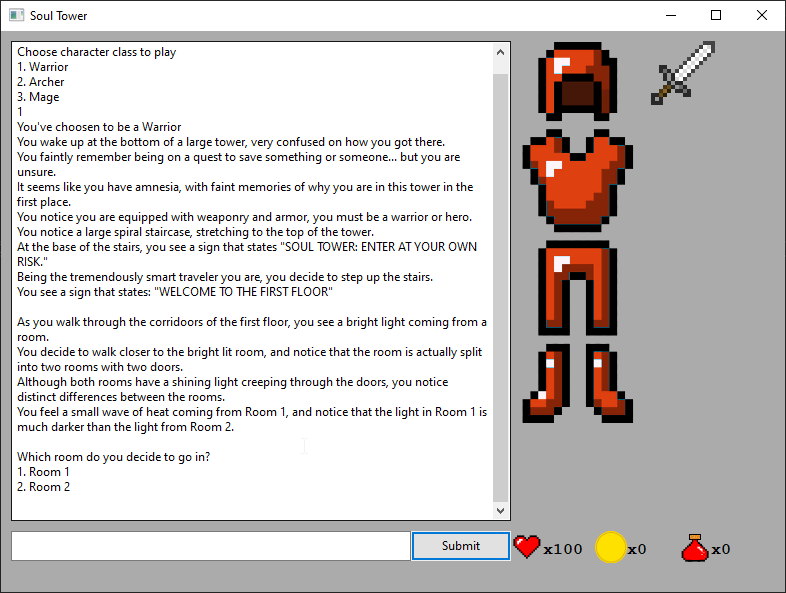 Soul Tower
Choose character class to play
1. Warrior
2. Archer
3. Mage
1
You've choosen to be a Warrior
You wake up at the bottom of a large tower, very confused on how you got there.
You faintly remember being on a quest to save something or someone... but you are
unsure.
It seems like you have amnesia, with faint memories of why you are in this tower in the
first place.
You notice you are equipped with weaponry and armor, you must be a warrior or hero.
You notice a large spiral staircase, stretching to the top of the tower.
At the base of the stairs, you see a sign that states "SOUL TOWER: ENTER AT YOUR OWN
RISK."
Being the tremendously smart traveler you are, you decide to step up the stairs.
You see a sign that states: "WELCOME TO THE FIRST FLOOR"
As you walk through the corridoors of the first floor, you see a bright light coming from a
room.
You decide to walk closer to the bright lit room, and notice that the room is actually split
into two rooms with two doors.
Although both rooms have a shining light creeping through the doors, you notice
distinct differences between the rooms.
You feel a small wave of heat coming from Room 1, and notice that the light in Room 1 is
much darker than the light from Room 2.
Which room do you decide to go in?
1. Room 1
2. Room 2
Submit
x100
x0
x0